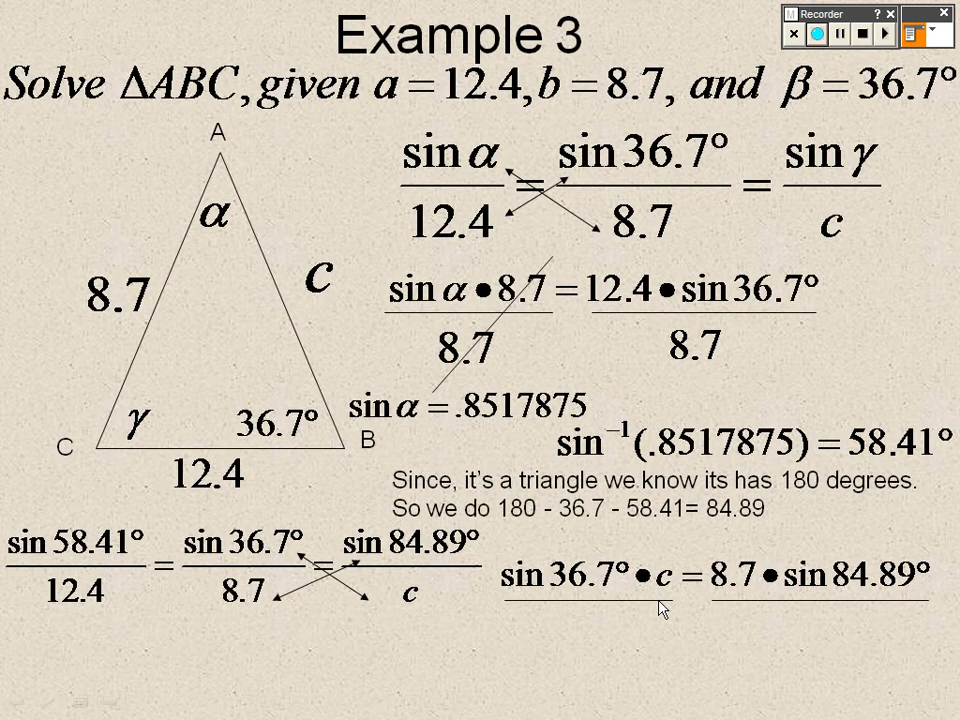 Example 3
Recorder
Solve ΔABC, given a = 12.4, b = 8.7, and β = 36.7°
A
sin α / 12.4 = sin 36.7° / 8.7 = sin γ / c
α
8.7
c
sin α • 8.7 / 8.7 = 12.4 • sin 36.7° / 8.7
γ
36.7°
sin α = .8517875
C
B
sin⁻¹(.8517875) = 58.41°
12.4
Since, it's a triangle we know its has 180 degrees.
So we do 180 - 36.7 - 58.41= 84.89
sin 58.41° / 12.4 = sin 36.7° / 8.7 = sin 84.89° / c
sin 36.7° • c = 8.7 • sin 84.89°